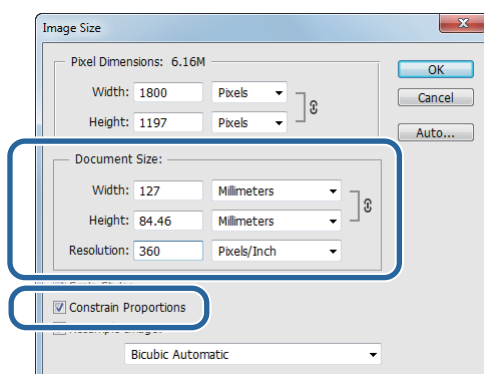 Image Size
Pixel Dimensions: 6.16M
OK
Width: 1800 Pixels
Cancel
Height: 1197 Pixels
Auto...
Document Size:
Width: 127 Millimeters
Height: 84.46 Millimeters
Resolution: 360 Pixels/Inch
Constrain Proportions
Bicubic Automatic